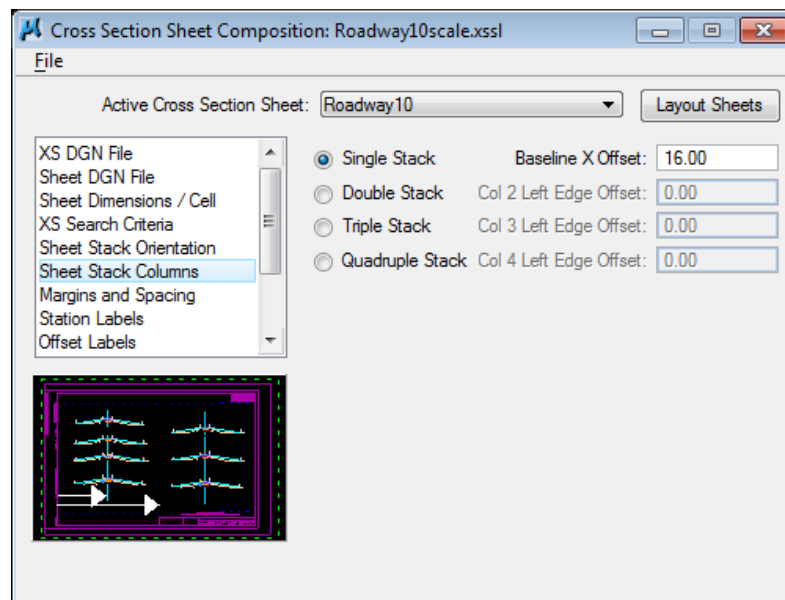 Cross Section Sheet Composition: Roadway10scale.xssl
File
Active Cross Section Sheet: Roadway10 Layout Sheets
XS DGN File
Sheet DGN File
Sheet Dimensions / Cell
XS Search Criteria
Sheet Stack Orientation
Sheet Stack Columns
Margins and Spacing
Station Labels
Offset Labels
Single Stack Baseline X Offset: 16.00
Double Stack Col 2 Left Edge Offset: 0.00
Triple Stack Col 3 Left Edge Offset: 0.00
Quadruple Stack Col 4 Left Edge Offset: 0.00